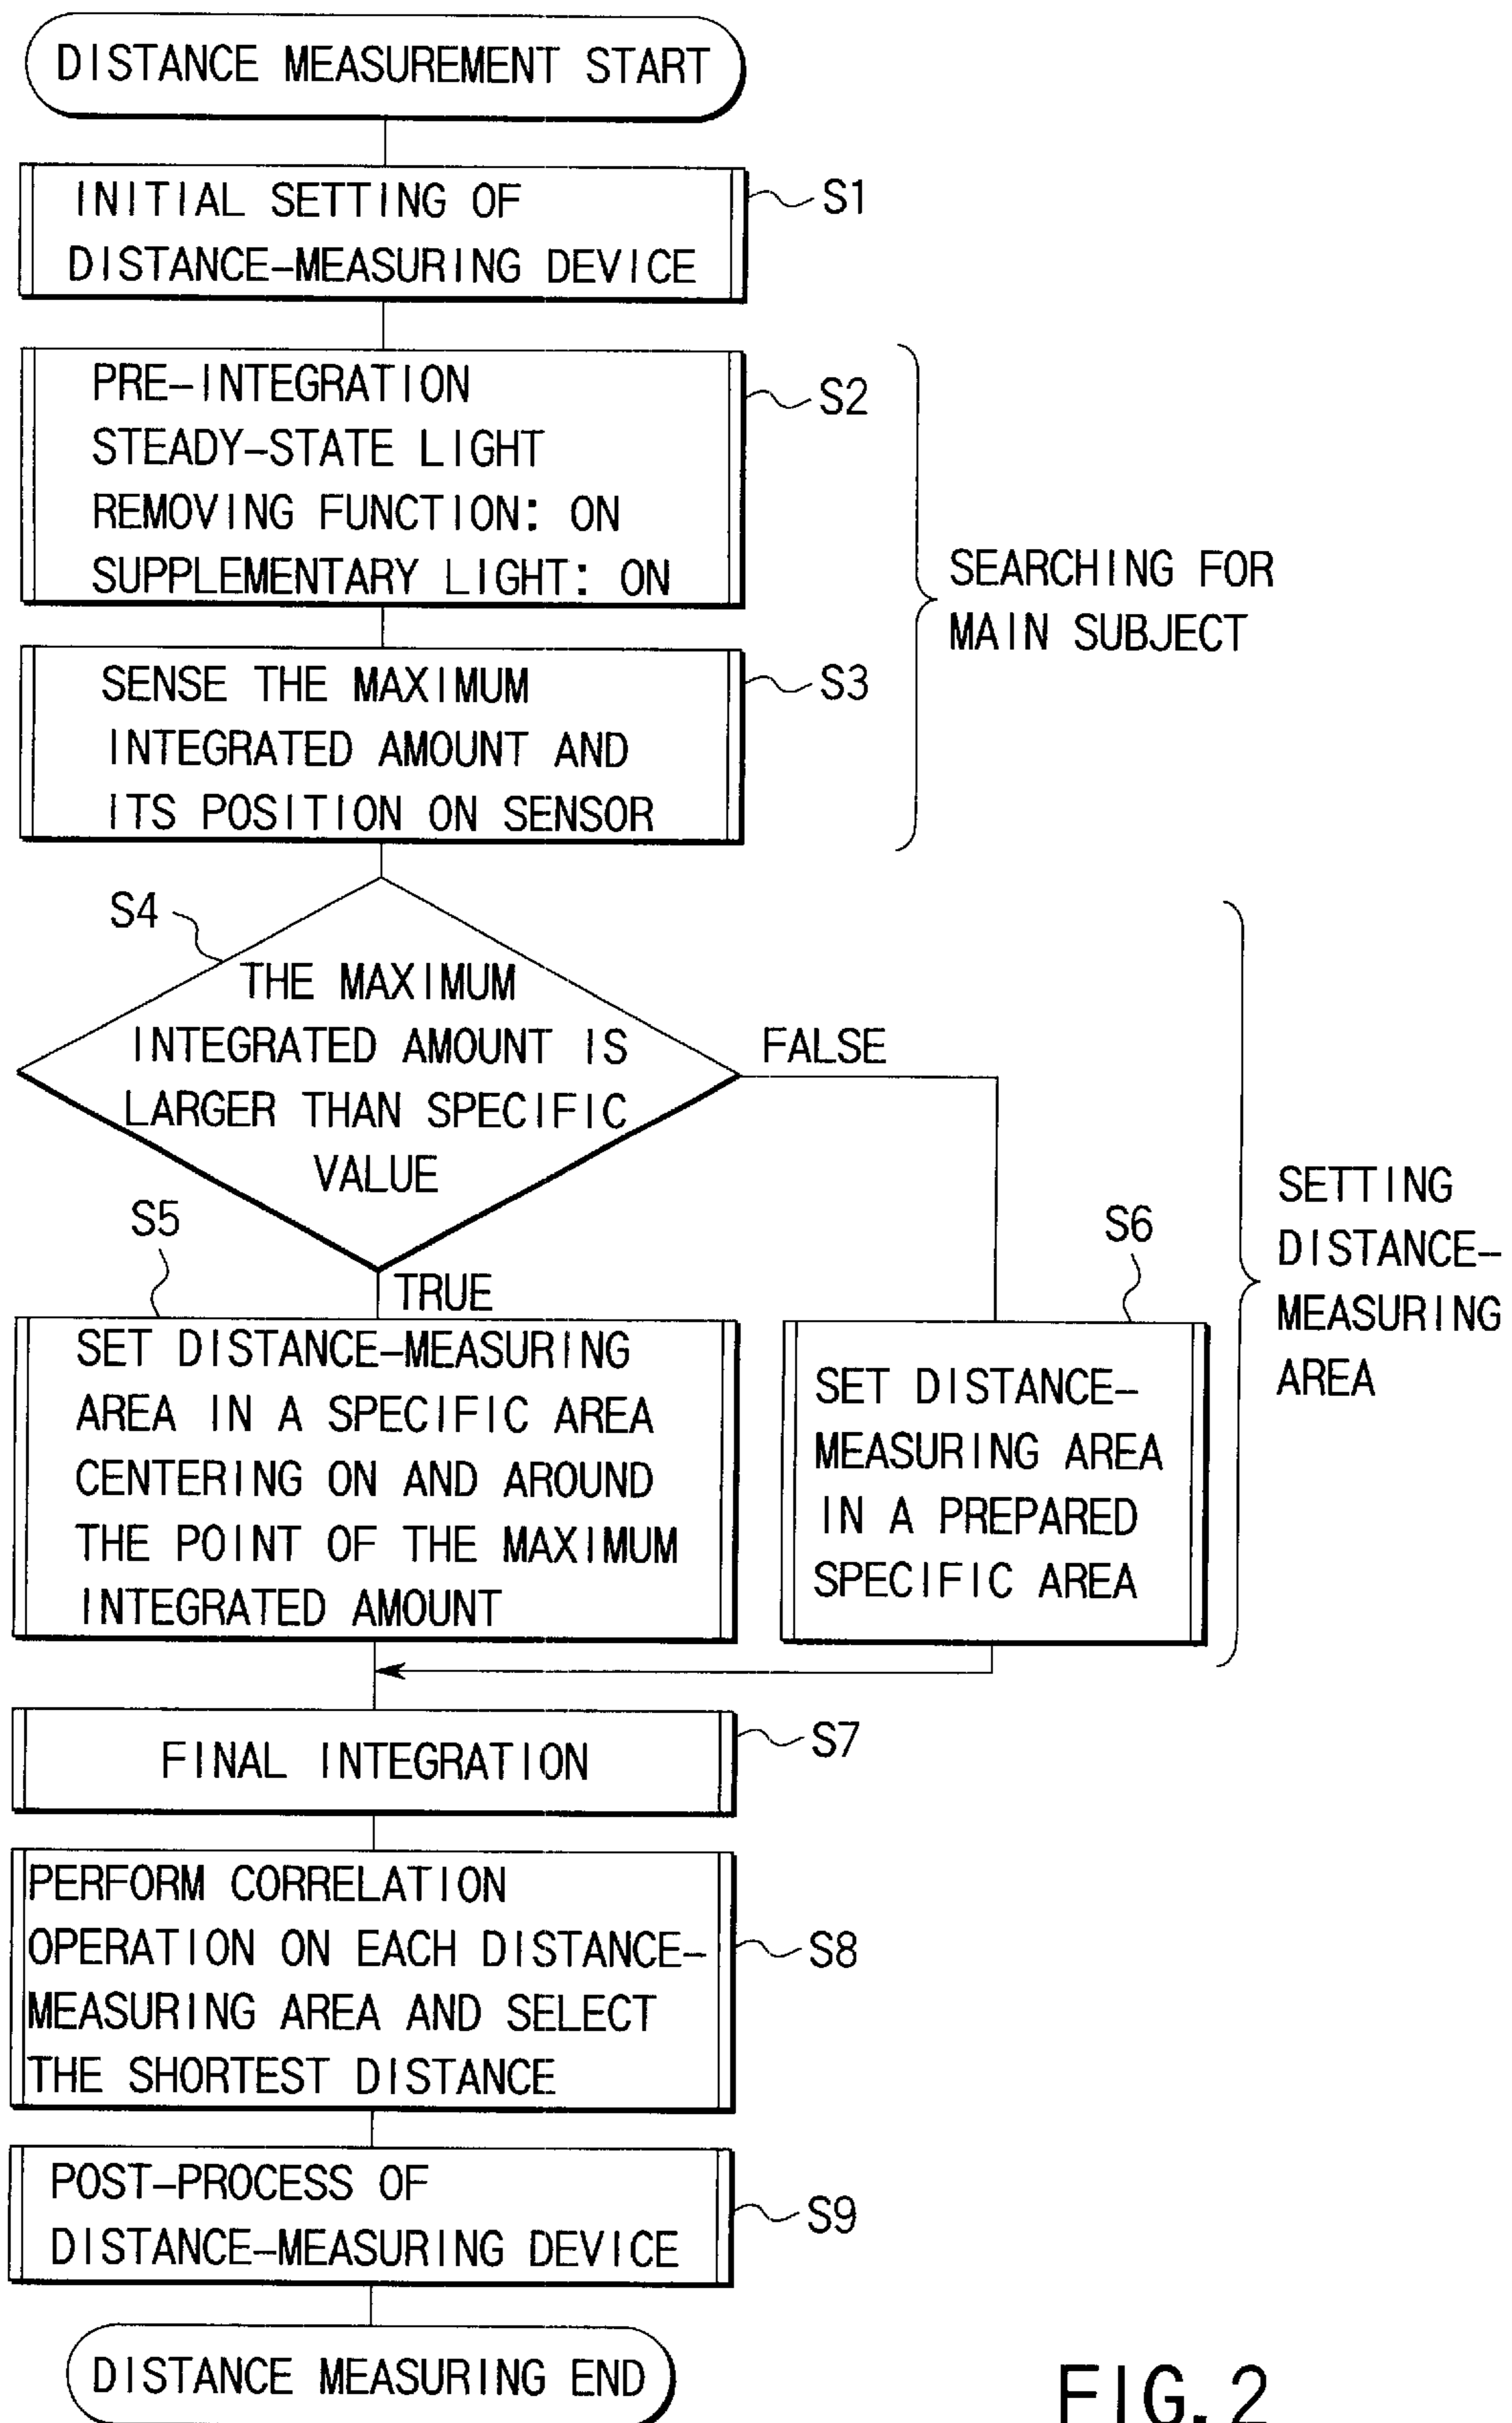 DISTANCE MEASUREMENT START
INITIAL SETTING OF
DISTANCE-MEASURING DEVICE
S1
PRE-INTEGRATION
STEADY-STATE LIGHT
REMOVING FUNCTION: ON
SUPPLEMENTARY LIGHT: ON
S2
SENSE THE MAXIMUM
INTEGRATED AMOUNT AND
ITS POSITION ON SENSOR
S3
SEARCHING FOR
MAIN SUBJECT
S4
THE MAXIMUM
INTEGRATED AMOUNT IS
LARGER THAN SPECIFIC
VALUE
FALSE
TRUE
S5
SET DISTANCE-MEASURING
AREA IN A SPECIFIC AREA
CENTERING ON AND AROUND
THE POINT OF THE MAXIMUM
INTEGRATED AMOUNT
S6
SET DISTANCE-
MEASURING AREA
IN A PREPARED
SPECIFIC AREA
SETTING
DISTANCE-
MEASURING
AREA
FINAL INTEGRATION
S7
PERFORM CORRELATION
OPERATION ON EACH DISTANCE-
MEASURING AREA AND SELECT
THE SHORTEST DISTANCE
S8
POST-PROCESS OF
DISTANCE-MEASURING DEVICE
S9
DISTANCE MEASURING END
FIG. 2